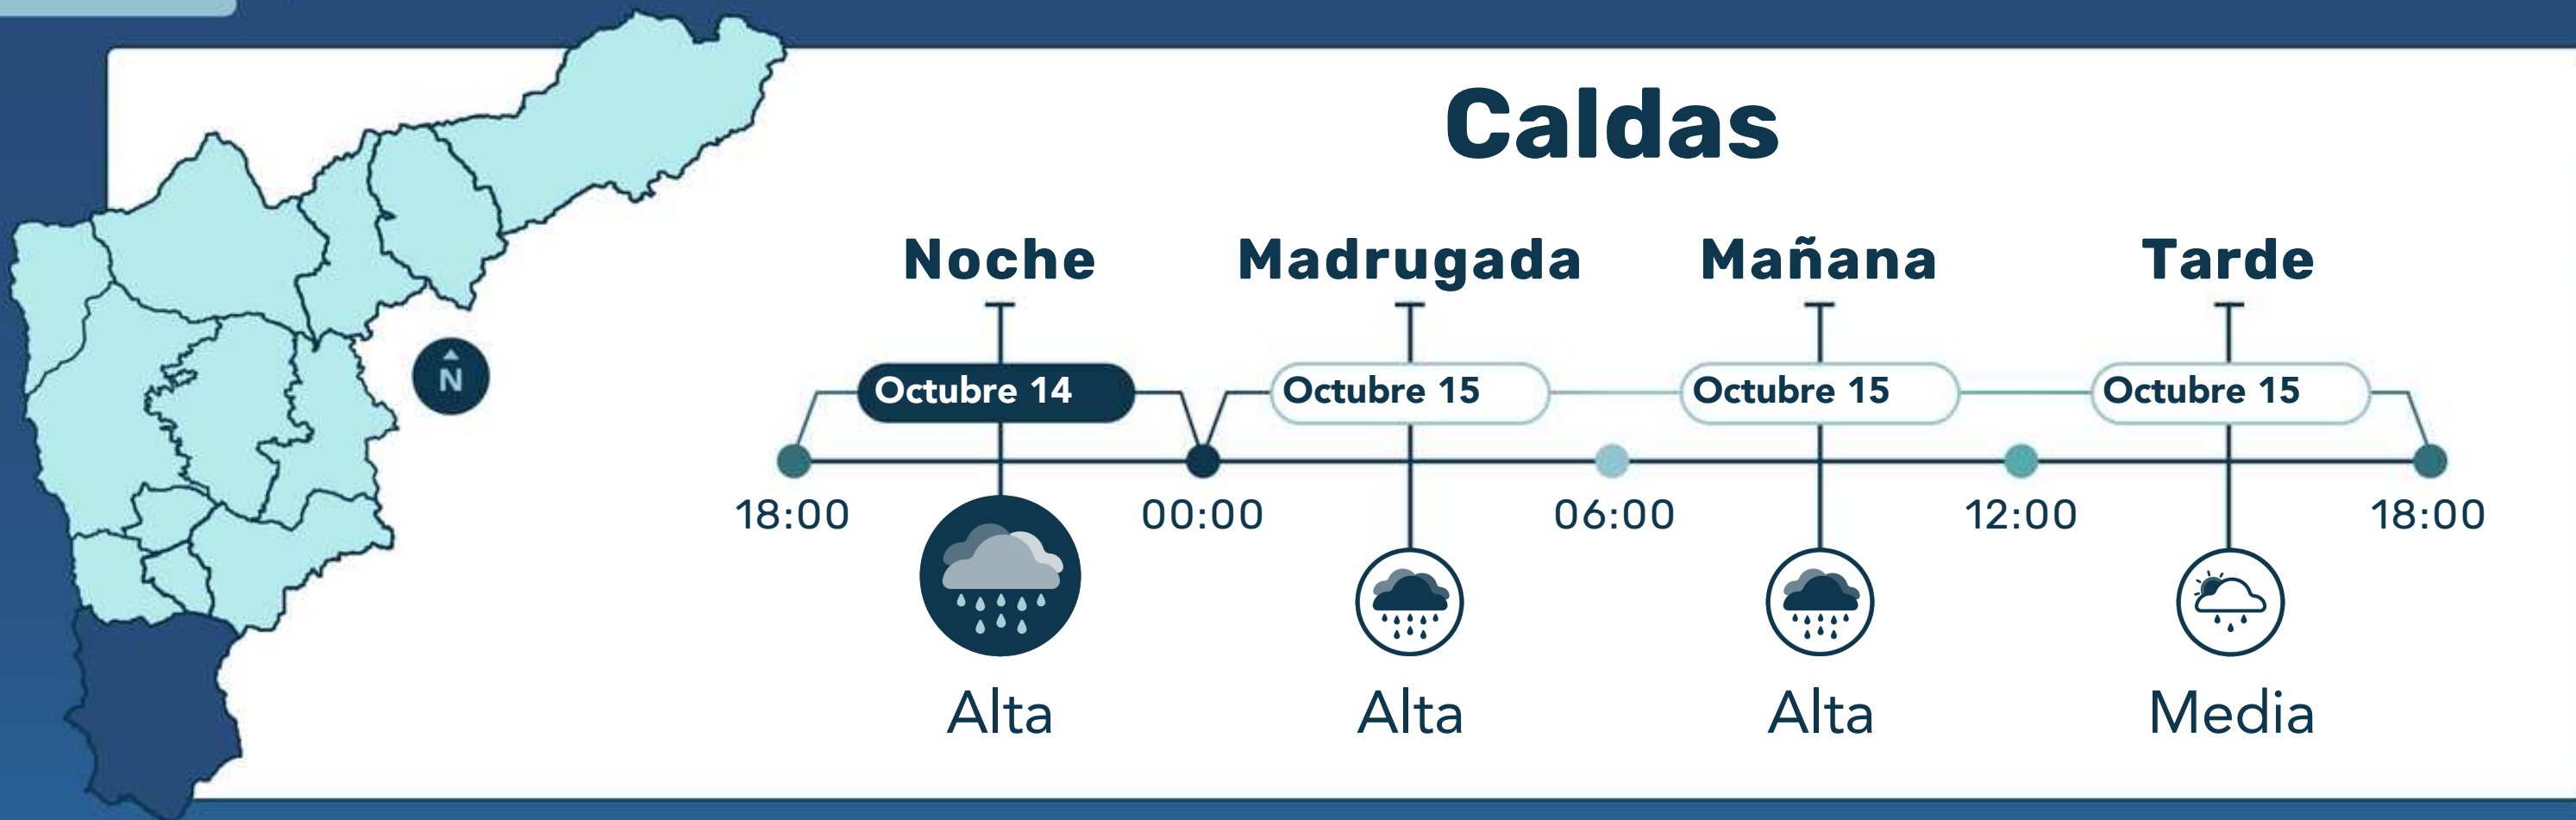 Caldas
Noche Madrugada Mañana Tarde
Octubre 14 Octubre 15 Octubre 15 Octubre 15
N
18:00 00:00 06:00 12:00 18:00
Alta Alta Alta Media